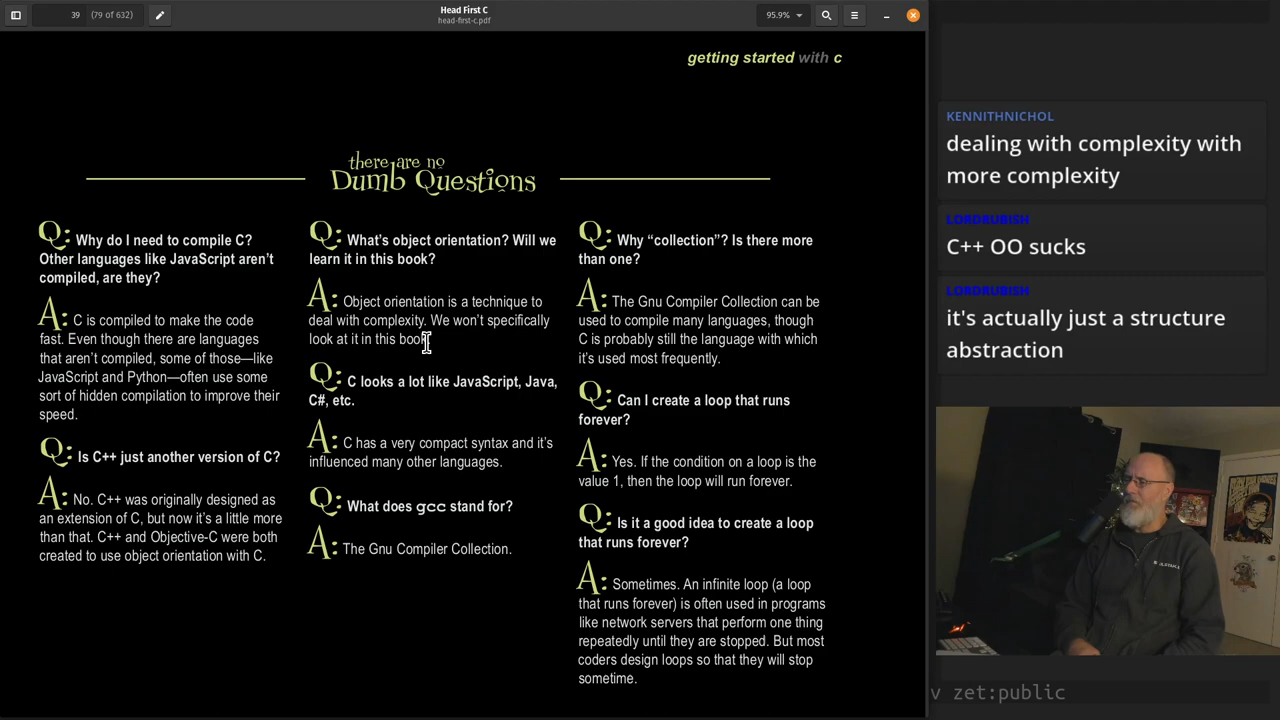 39
(79 of 632)
Head First C
head-first-c.pdf
95.9%
getting started with c
there are no
Dumb Questions
Q: Why do I need to compile C?
Other languages like JavaScript aren't
compiled, are they?
A: C is compiled to make the code
fast. Even though there are languages
that aren't compiled, some of those—like
JavaScript and Python—often use some
sort of hidden compilation to improve their
speed.
Q: Is C++ just another version of C?
A: No. C++ was originally designed as
an extension of C, but now it's a little more
than that. C++ and Objective-C were both
created to use object orientation with C.
Q: What's object orientation? Will we
learn it in this book?
A: Object orientation is a technique to
deal with complexity. We won't specifically
look at it in this book.
Q: C looks a lot like JavaScript, Java,
C#, etc.
A: C has a very compact syntax and it's
influenced many other languages.
Q: What does gcc stand for?
A: The Gnu Compiler Collection.
Q: Why “collection”? Is there more
than one?
A: The Gnu Compiler Collection can be
used to compile many languages, though
C is probably still the language with which
it's used most frequently.
Q: Can I create a loop that runs
forever?
A: Yes. If the condition on a loop is the
value 1, then the loop will run forever.
Q: Is it a good idea to create a loop
that runs forever?
A: Sometimes. An infinite loop (a loop
that runs forever) is often used in programs
like network servers that perform one thing
repeatedly until they are stopped. But most
coders design loops so that they will stop
sometime.
KENNITHNICHOL
dealing with complexity with
more complexity
LORDRUBISH
C++ OO sucks
LORDRUBISH
it's actually just a structure
abstraction
v zet:public